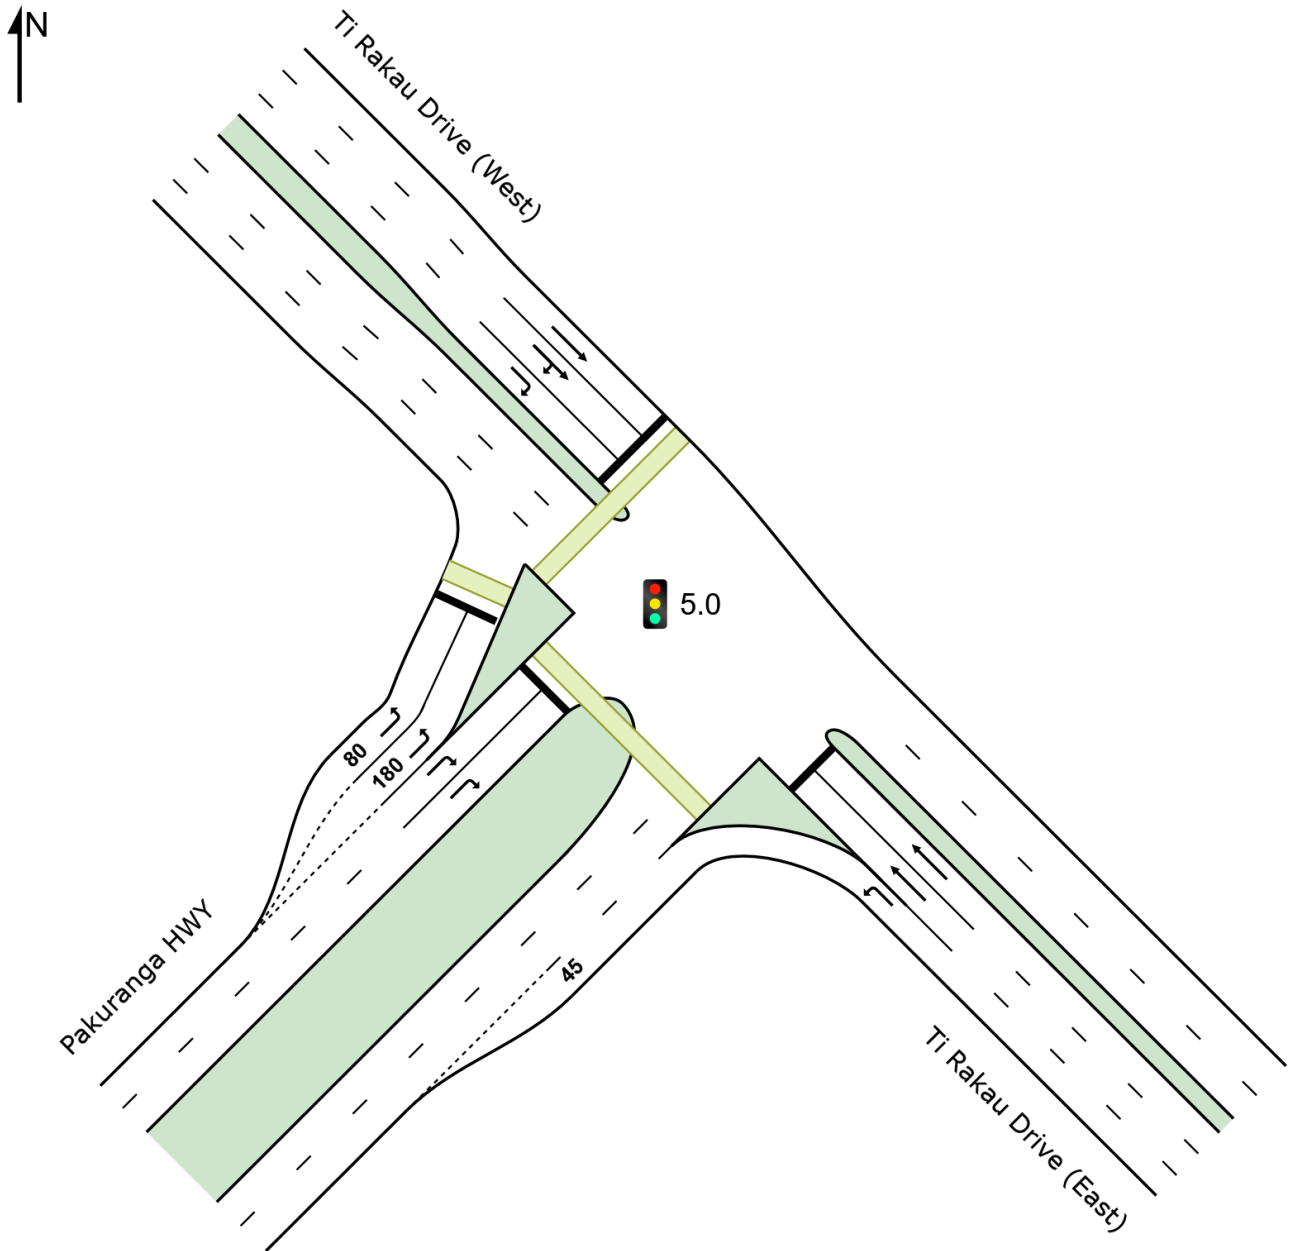 N
Ti Rakau Drive (West)
5.0
80
180
Pakuranga HWY
45
Ti Rakau Drive (East)